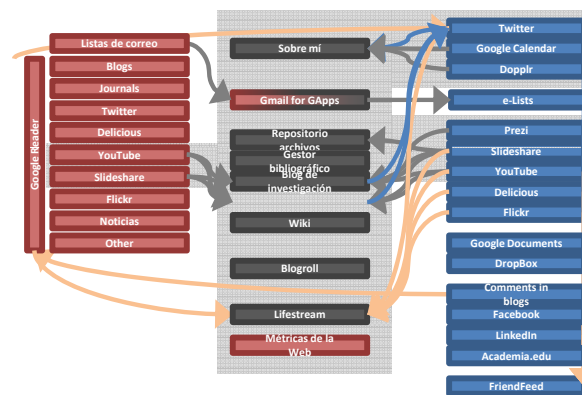 Google Reader
Listas de correo
Blogs
Journals
Twitter
Delicious
YouTube
Slideshare
Flickr
Noticias
Other
Sobre mí
Gmail for GApps
Repositorio
archivos
Gestor
bibliográfico
Blog de
investigación
Wiki
Blogroll
Lifestream
Métricas de la
Web
Twitter
Google Calendar
Dopplr
e-Lists
Prezi
Slideshare
YouTube
Delicious
Flickr
Google Documents
DropBox
Comments in
blogs
Facebook
LinkedIn
Academia.edu
FriendFeed